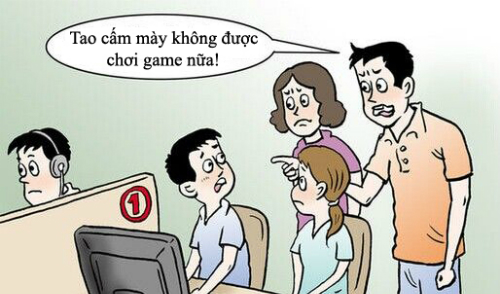 Tao cấm mày không được
chơi game nữa!
1